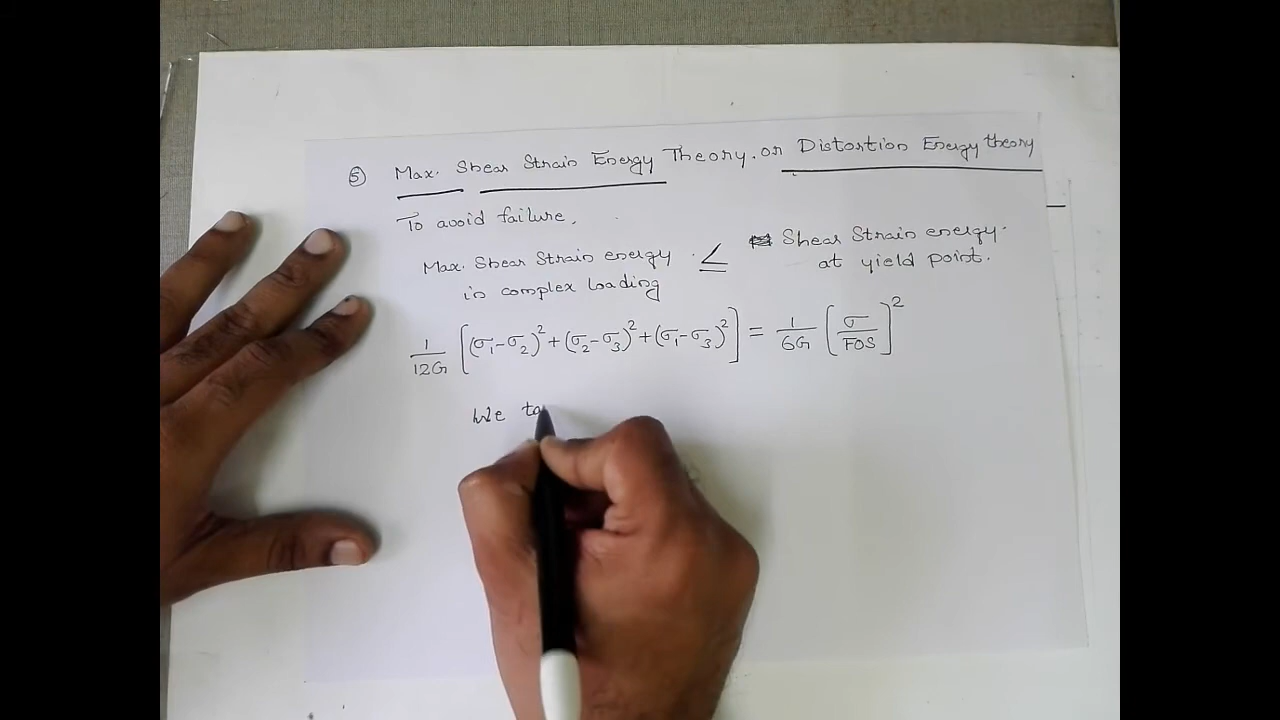 ⑤ Max. Shear Strain Energy Theory. or Distortion Energy theory
To avoid failure,
Max. Shear Strain energy in complex loading ≤ Shear Strain energy at yield point.
1/12G [(σ₁-σ₂)² + (σ₂-σ₃)² + (σ₁-σ₃)²] = 1/6G [σ/FOS]²
We ta